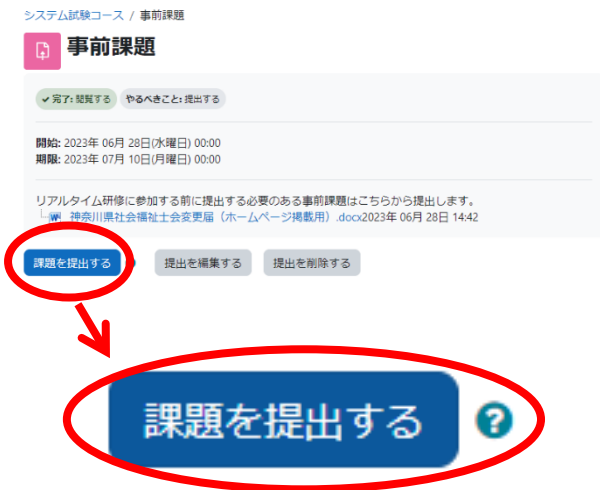 システム試験コース / 事前課題
事前課題
✔完了: 閲覧する やるべきこと: 提出する
開始: 2023年 06月 28日(水曜日) 00:00
期限: 2023年 07月 10日(月曜日) 00:00
リアルタイム研修に参加する前に提出する必要のある事前課題はこちらから提出します。
神奈川県社会福祉士会変更届（ホームページ掲載用）.docx2023年 06月 28日 14:42
課題を提出する 提出を編集する 提出を削除する
課題を提出する ?